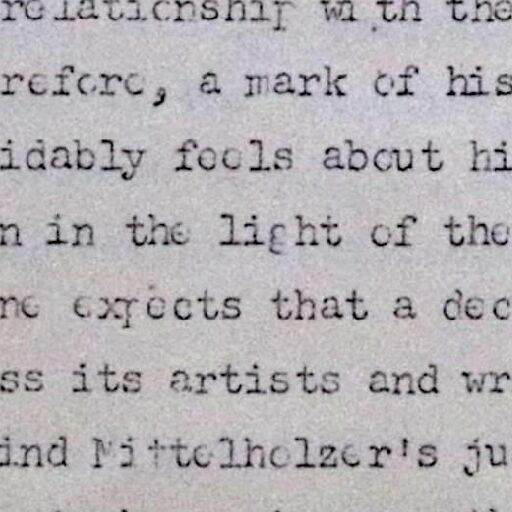 relationship with the
refore, a mark of his
idably feels about hi
n in the light of the
ne expects that a dec
ss its artists and wr
ind Mittelholzer's ju